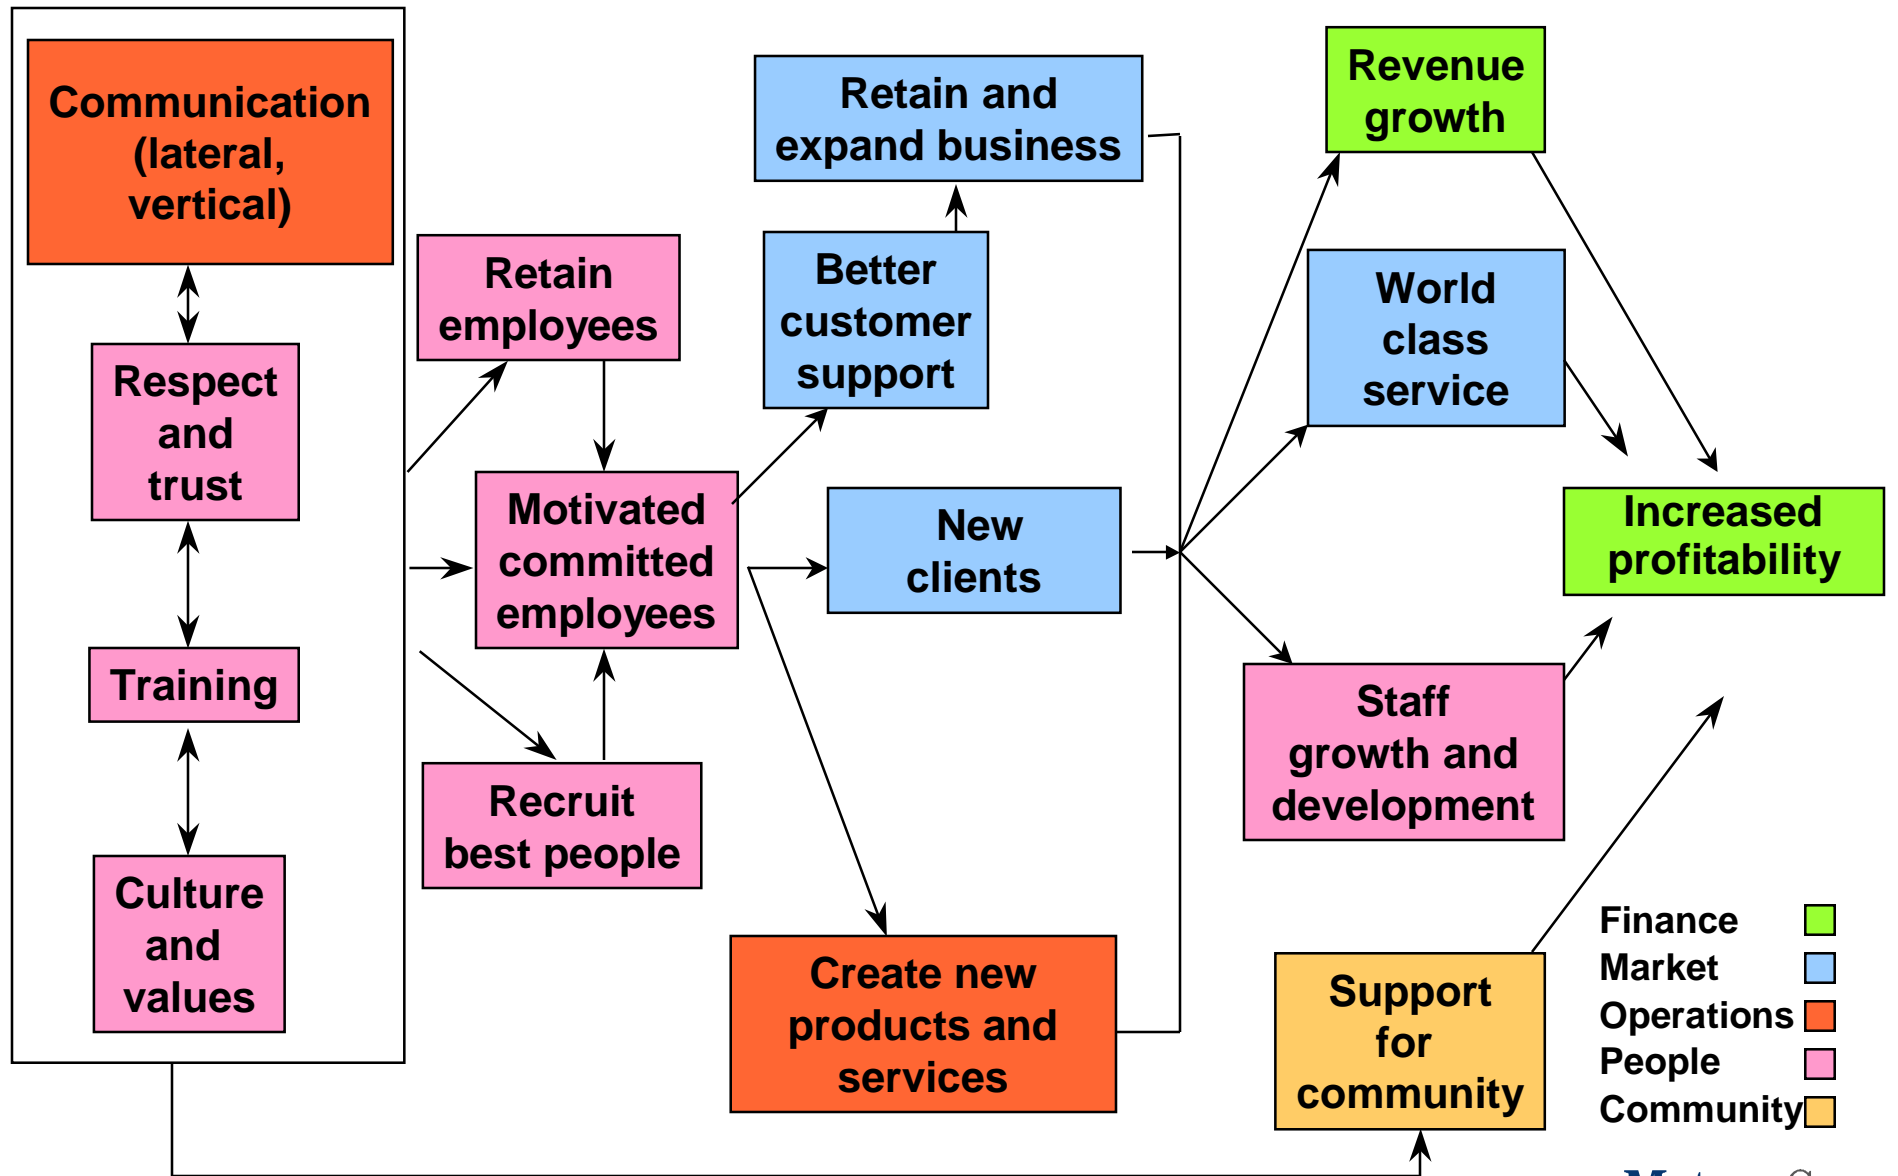 Communication
(lateral,
vertical)
Respect
and
trust
Training
Culture
and
values
Retain
employees
Motivated
committed
employees
Recruit
best people
Retain and
expand business
Better
customer
support
New
clients
Create new
products and
services
Revenue
growth
World
class
service
Staff
growth and
development
Support
for
community
Increased
profitability
Finance
Market
Operations
People
Community